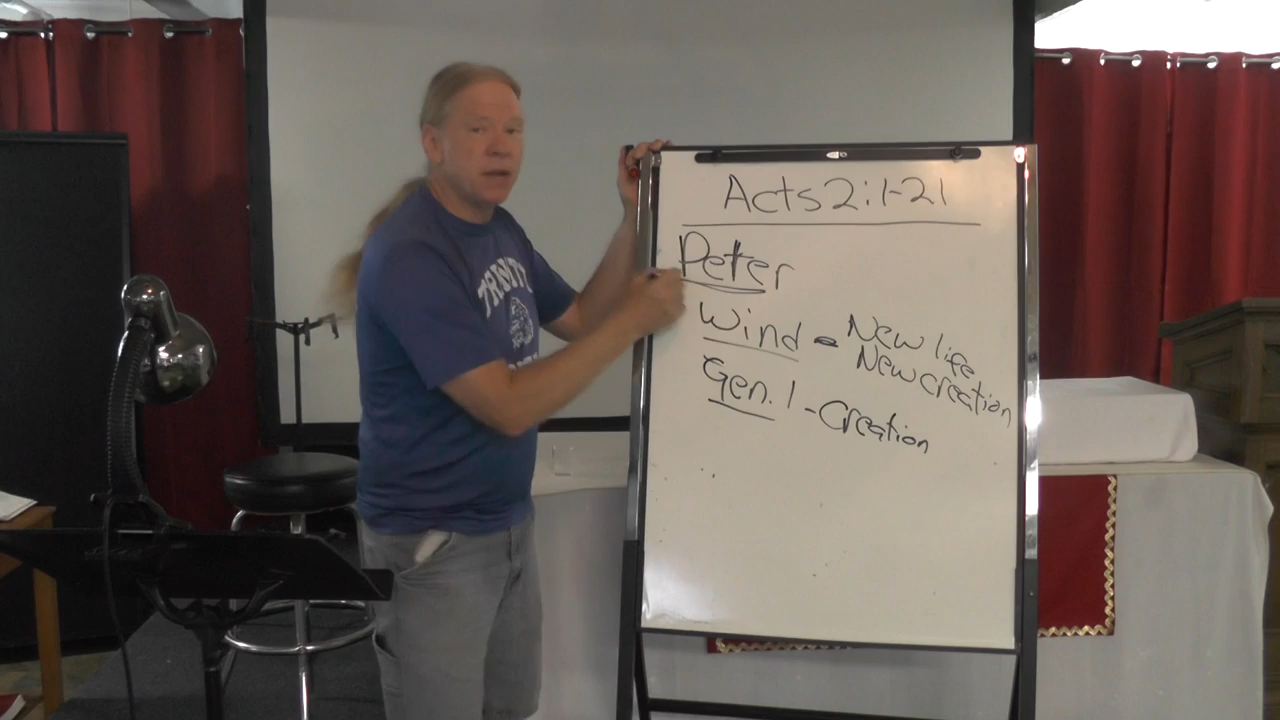 Acts 2:1-21
Peter
Wind - New life
New creation
Gen. 1 - Creation